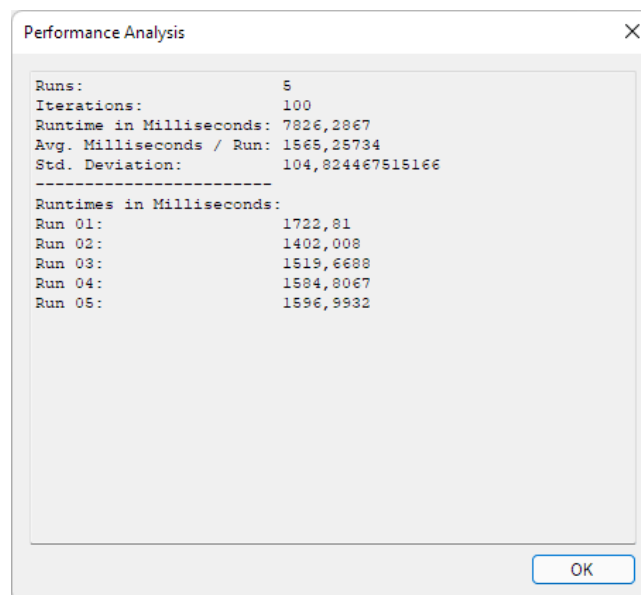 Performance Analysis
Runs: 5
Iterations: 100
Runtime in Milliseconds: 7826,2867
Avg. Milliseconds / Run: 1565,25734
Std. Deviation: 104,824467515166
------------------------
Runtimes in Milliseconds:
Run 01: 1722,81
Run 02: 1402,008
Run 03: 1519,6688
Run 04: 1584,8067
Run 05: 1596,9932
OK